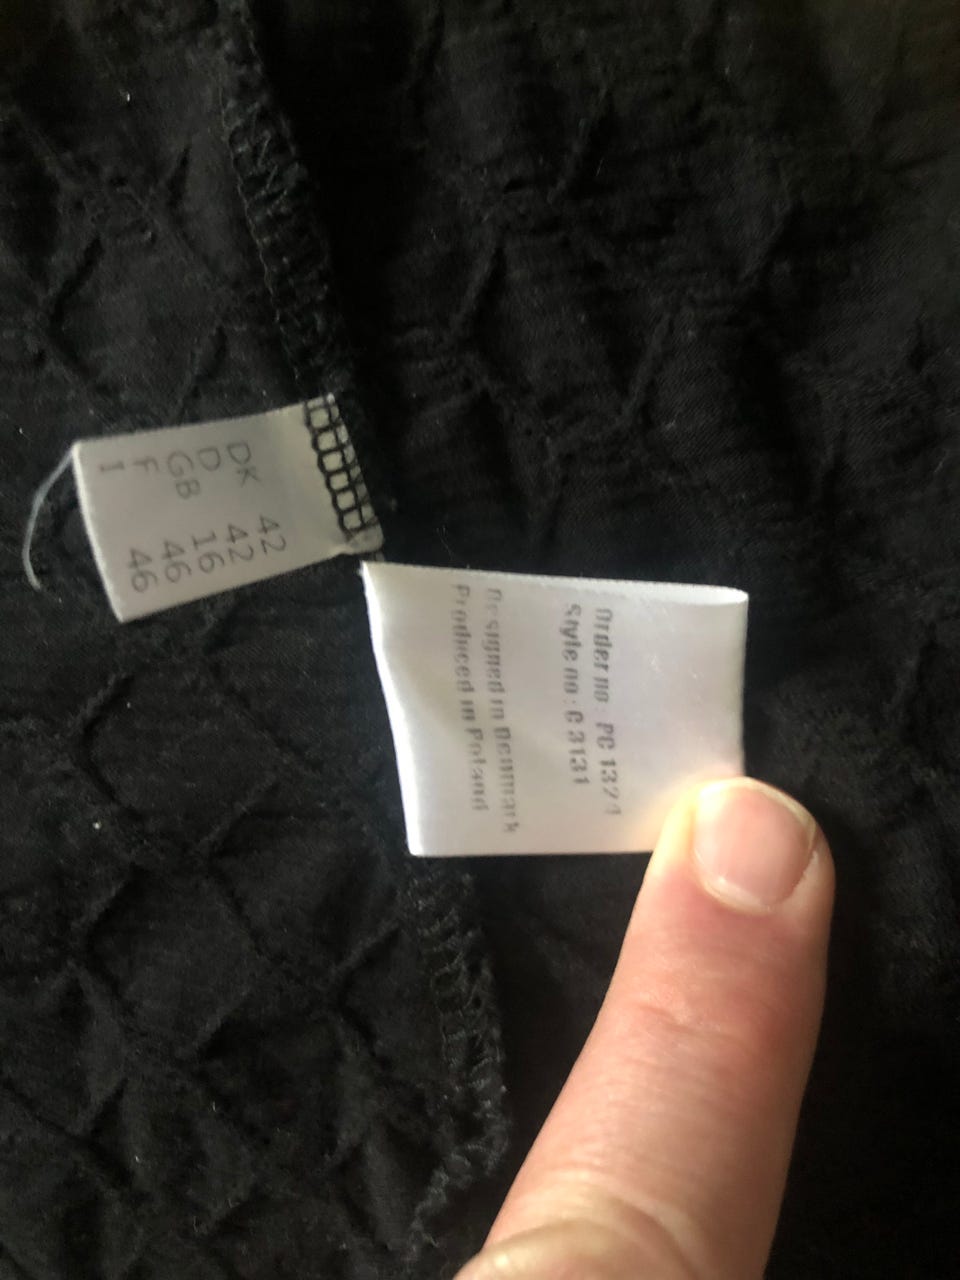 DK 42
D 42
GB 16
F 46
I 46
Order no : PC 1321
Style no : C 3131
Designed in Denmark
Produced in Poland